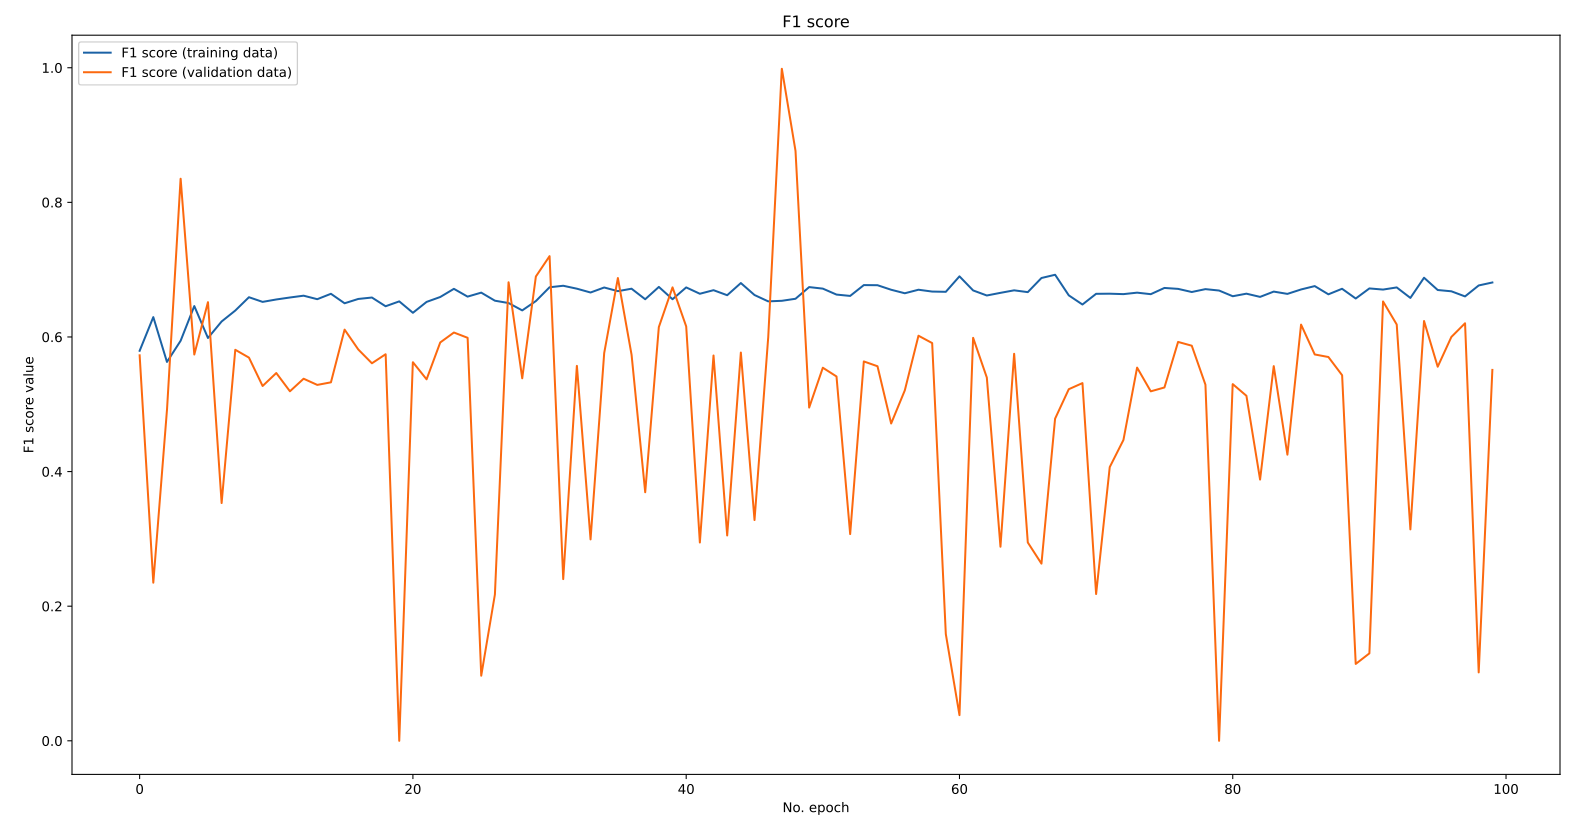 F1 score
F1 score (training data)
F1 score (validation data)
F1 score value
1.0
0.8
0.6
0.4
0.2
0.0
0 20 40 60 80 100
No. epoch